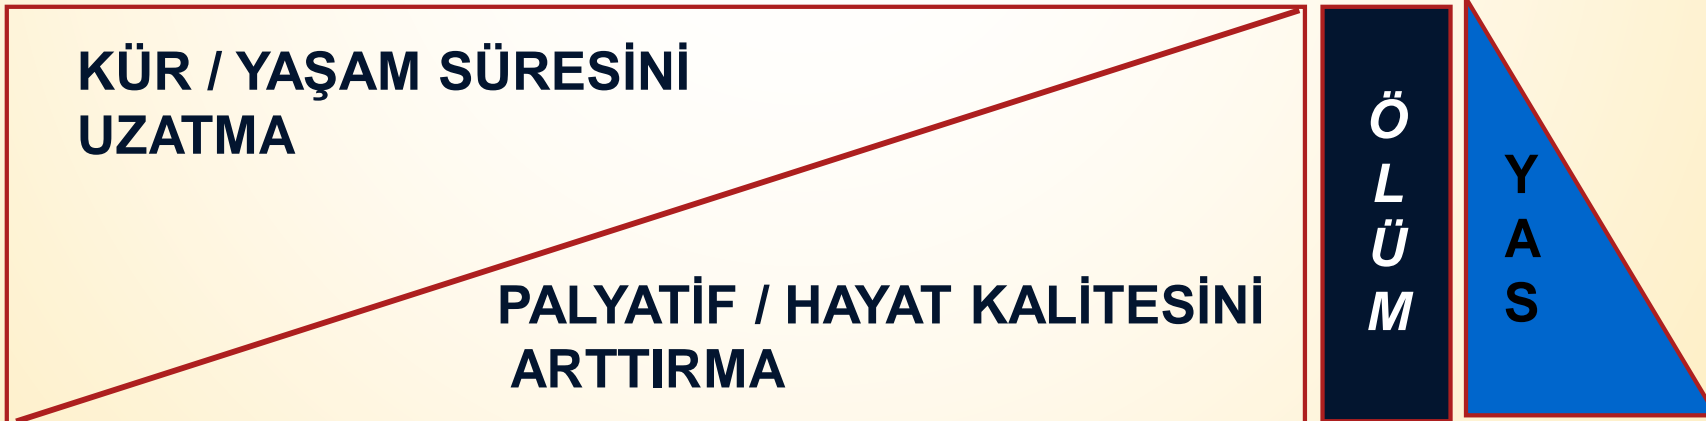 KÜR / YAŞAM SÜRESİNİ
UZATMA
PALYATİF / HAYAT KALİTESİNİ
ARTTIRMA
Ö
L
Ü
M
Y
A
S